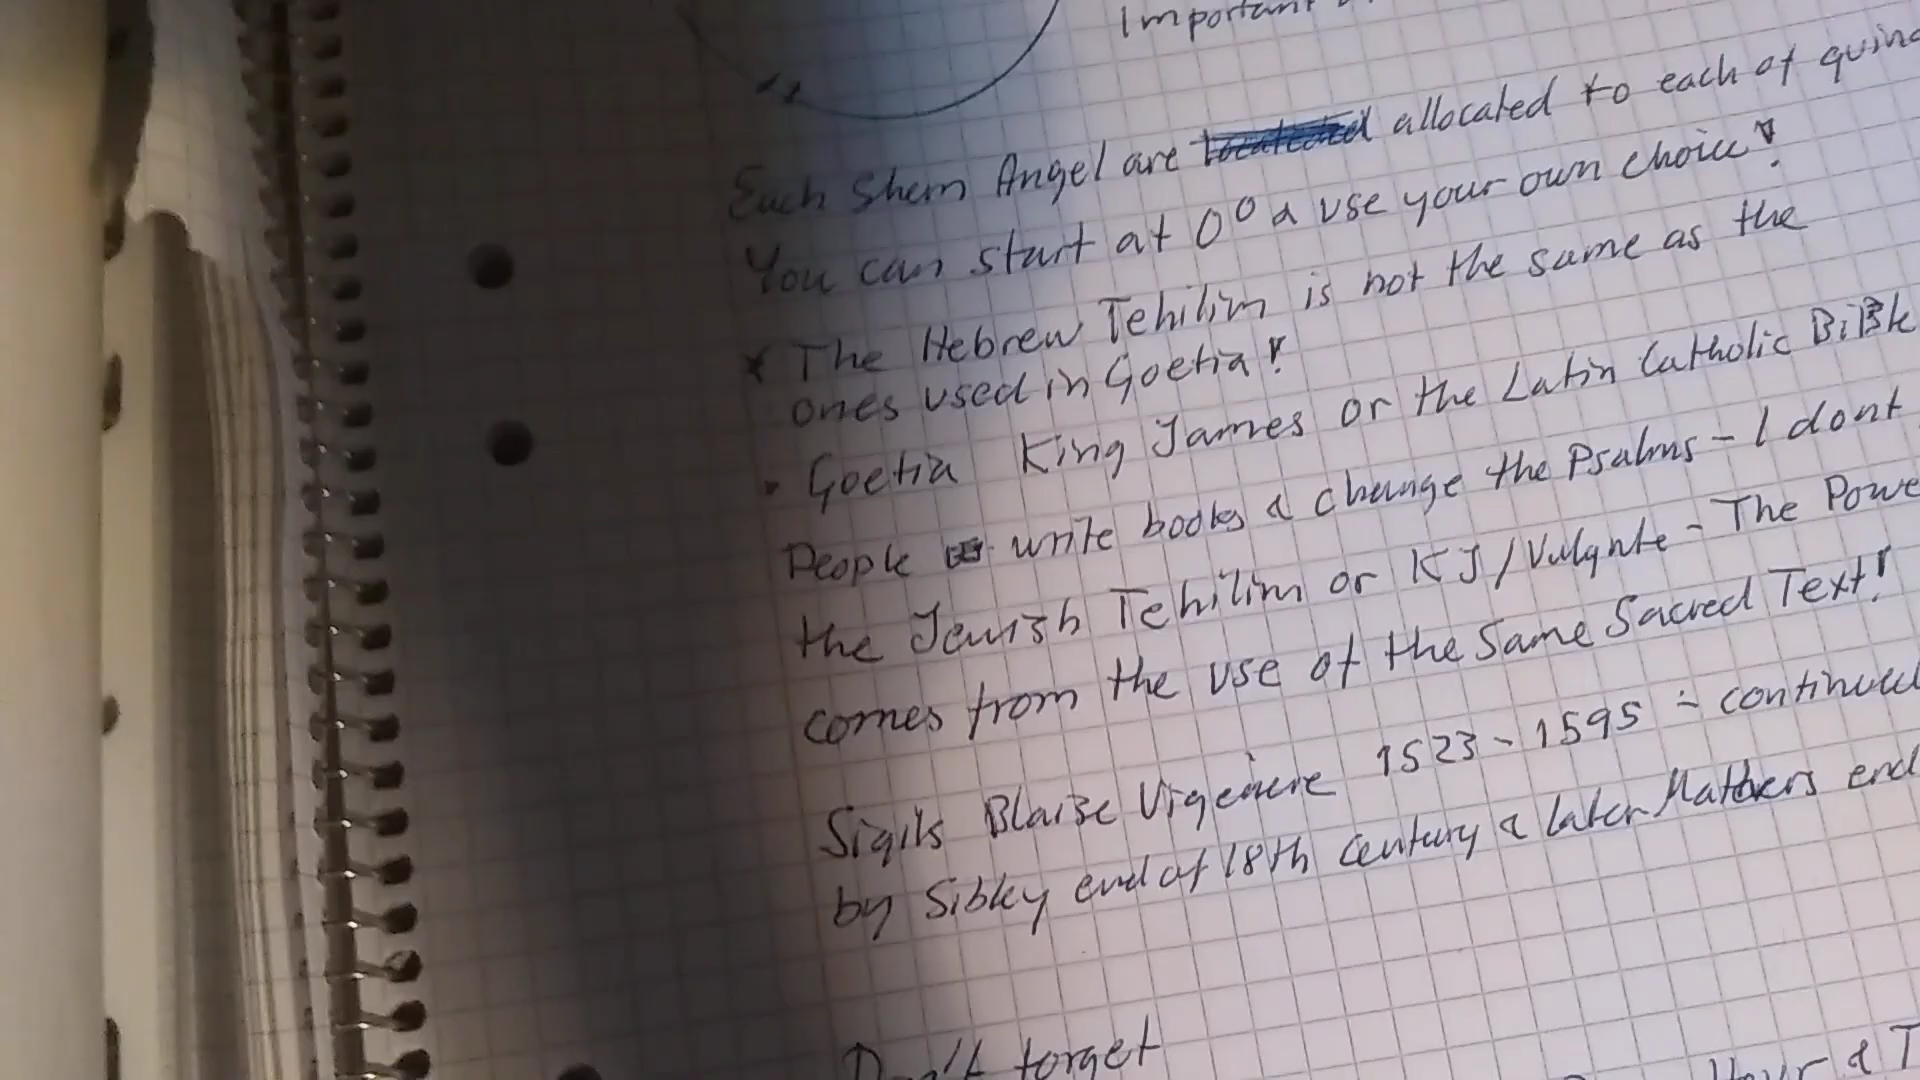 Important
Each Shem Angel are allocated to each of quina
You can start at 0° & use your own choice!
* The Hebrew Tehilim is not the same as the
ones used in Goetia!
• Goetia King James or the Latin Catholic Bible
People write books & change the Psalms - I dont
the Jewish Tehilim or KJ/Vulgate - The Powe
comes from the use of the Same Sacred Text!
Sigils Blaise Vigenere 1523-1595 - continued
by Sibley end of 18th century & later Mathers end
Don't forget
Hour & T